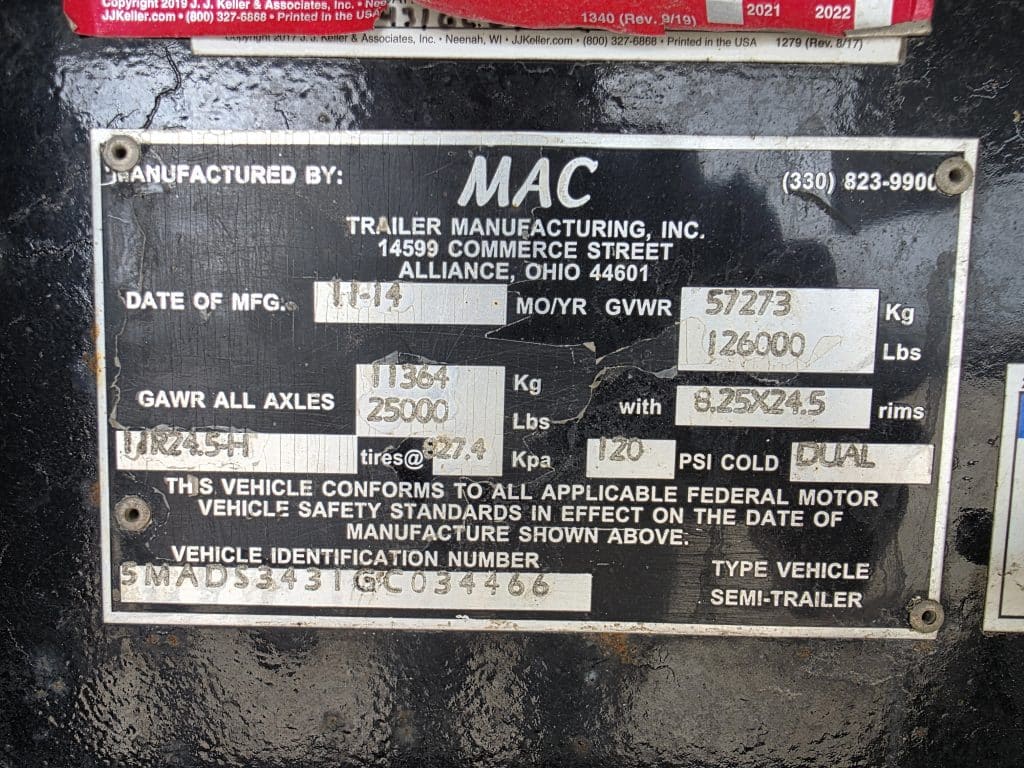 Copyright 2019 J. J. Keller & Associates, Inc. •
JJKeller.com • (800) 327-6868 • Printed in the USA
1340 (Rev. 9/19)
2021
2022
Copyright 2017 J. J. Keller & Associates, Inc. • Neenah, WI • JJKeller.com • (800) 327-6868 • Printed in the USA 1279 (Rev. 8/17)
MANUFACTURED BY: MAC (330) 823-9900
TRAILER MANUFACTURING, INC.
14599 COMMERCE STREET
ALLIANCE, OHIO 44601
DATE OF MFG. 11-14 MO/YR GVWR 57273 Kg
126000 Lbs
GAWR ALL AXLES 11364 Kg
25000 Lbs with 8.25X24.5 rims
11R24.5-H tires@ 827.4 Kpa 120 PSI COLD DUAL
THIS VEHICLE CONFORMS TO ALL APPLICABLE FEDERAL MOTOR
VEHICLE SAFETY STANDARDS IN EFFECT ON THE DATE OF
MANUFACTURE SHOWN ABOVE.
VEHICLE IDENTIFICATION NUMBER
5MADS3431GC034466
TYPE VEHICLE
SEMI-TRAILER